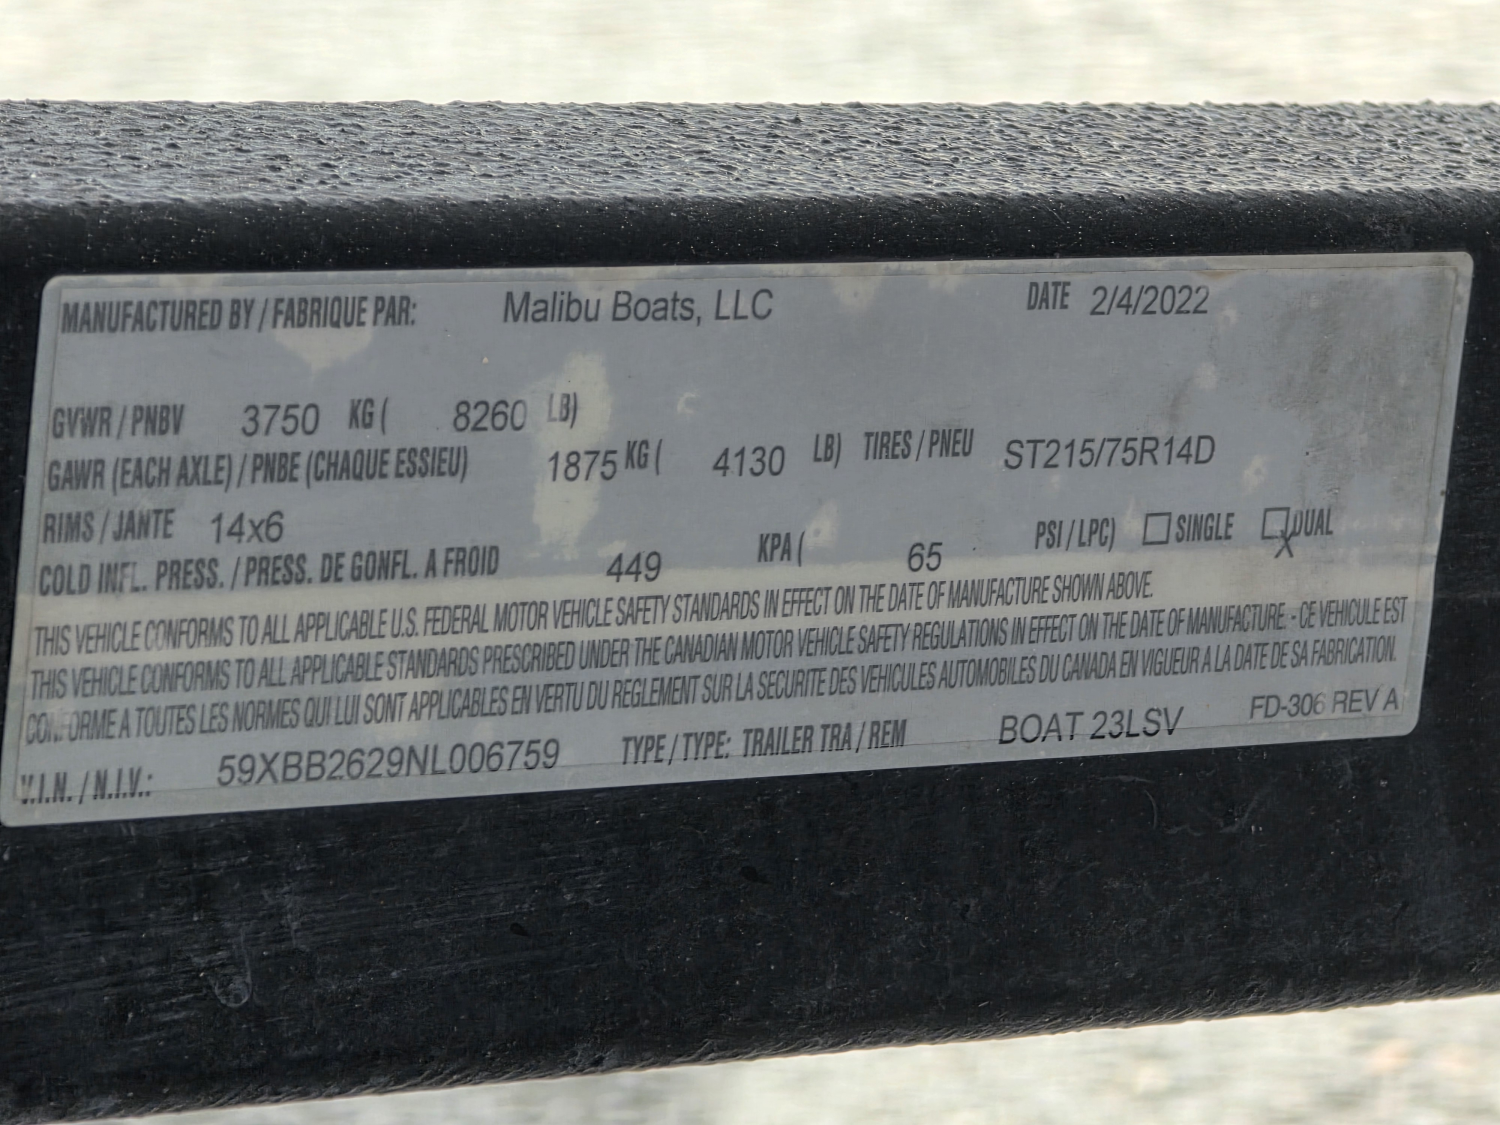 MANUFACTURED BY / FABRIQUE PAR: Malibu Boats, LLC DATE 2/4/2022
GVWR / PNBV 3750 KG ( 8260 LB)
GAWR (EACH AXLE) / PNBE (CHAQUE ESSIEU) 1875 KG ( 4130 LB) TIRES / PNEU ST215/75R14D
RIMS / JANTE 14x6
COLD INFL. PRESS. / PRESS. DE GONFL. A FROID 449 KPA ( 65 PSI / LPC) ☐ SINGLE ☐ DUAL X
THIS VEHICLE CONFORMS TO ALL APPLICABLE U.S. FEDERAL MOTOR VEHICLE SAFETY STANDARDS IN EFFECT ON THE DATE OF MANUFACTURE SHOWN ABOVE.
THIS VEHICLE CONFORMS TO ALL APPLICABLE STANDARDS PRESCRIBED UNDER THE CANADIAN MOTOR VEHICLE SAFETY REGULATIONS IN EFFECT ON THE DATE OF MANUFACTURE. - CE VEHICULE EST
CONFORME A TOUTES LES NORMES QUI LUI SONT APPLICABLES EN VERTU DU REGLEMENT SUR LA SECURITE DES VEHICULES AUTOMOBILES DU CANADA EN VIGUEUR A LA DATE DE SA FABRICATION.
V.I.N. / N.I.V.: 59XBB2629NL006759 TYPE / TYPE: TRAILER TRA / REM BOAT 23LSV FD-306 REV A